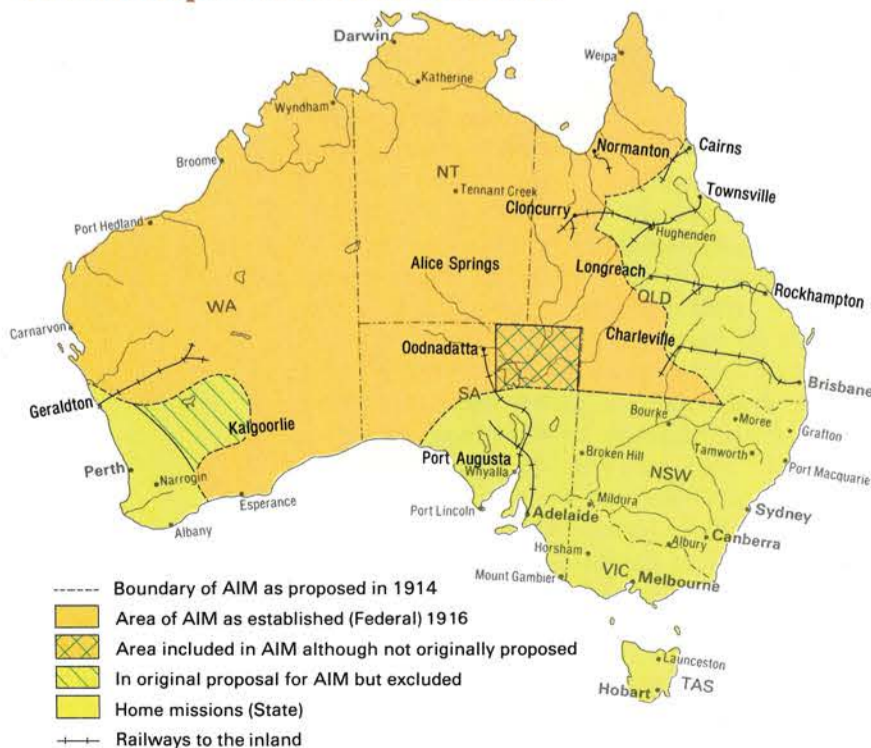 Darwin
Weipa
Katherine
Wyndham
Normanton
Cairns
Broome
NT
Tennant Creek
Townsville
Cloncurry
Port Hedland
Hughenden
Alice Springs
Longreach
QLD
Rockhampton
WA
Carnarvon
Charleville
Oodnadatta
Brisbane
SA
Geraldton
Kalgoorlie
Bourke
Moree
Grafton
Perth
Port Augusta
Broken Hill
Tamworth
Whyalla
Narrogin
NSW
Port Macquarie
Esperance
Mildura
Port Lincoln
Adelaide
Sydney
Albany
Canberra
Albury
Horsham
VIC
Melbourne
Mount Gambier
Boundary of AIM as proposed in 1914
Area of AIM as established (Federal) 1916
Area included in AIM although not originally proposed
In original proposal for AIM but excluded
Home missions (State)
Railways to the inland
Launceston
Hobart
TAS